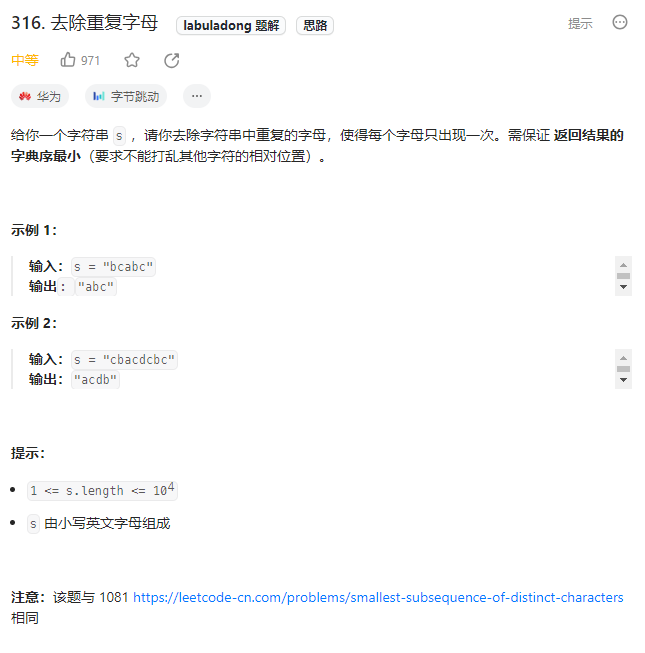 316. 去除重复字母 labuladong 题解 思路 提示
中等 971
华为 字节跳动 ...
给你一个字符串 s ，请你去除字符串中重复的字母，使得每个字母只出现一次。需保证 返回结果的
字典序最小（要求不能打乱其他字符的相对位置）。
示例 1：
输入：s = "bcabc"
输出："abc"
示例 2：
输入：s = "cbacdcbc"
输出："acdb"
提示：
• 1 <= s.length <= 10⁴
• s 由小写英文字母组成
注意：该题与 1081 https://leetcode-cn.com/problems/smallest-subsequence-of-distinct-characters
相同